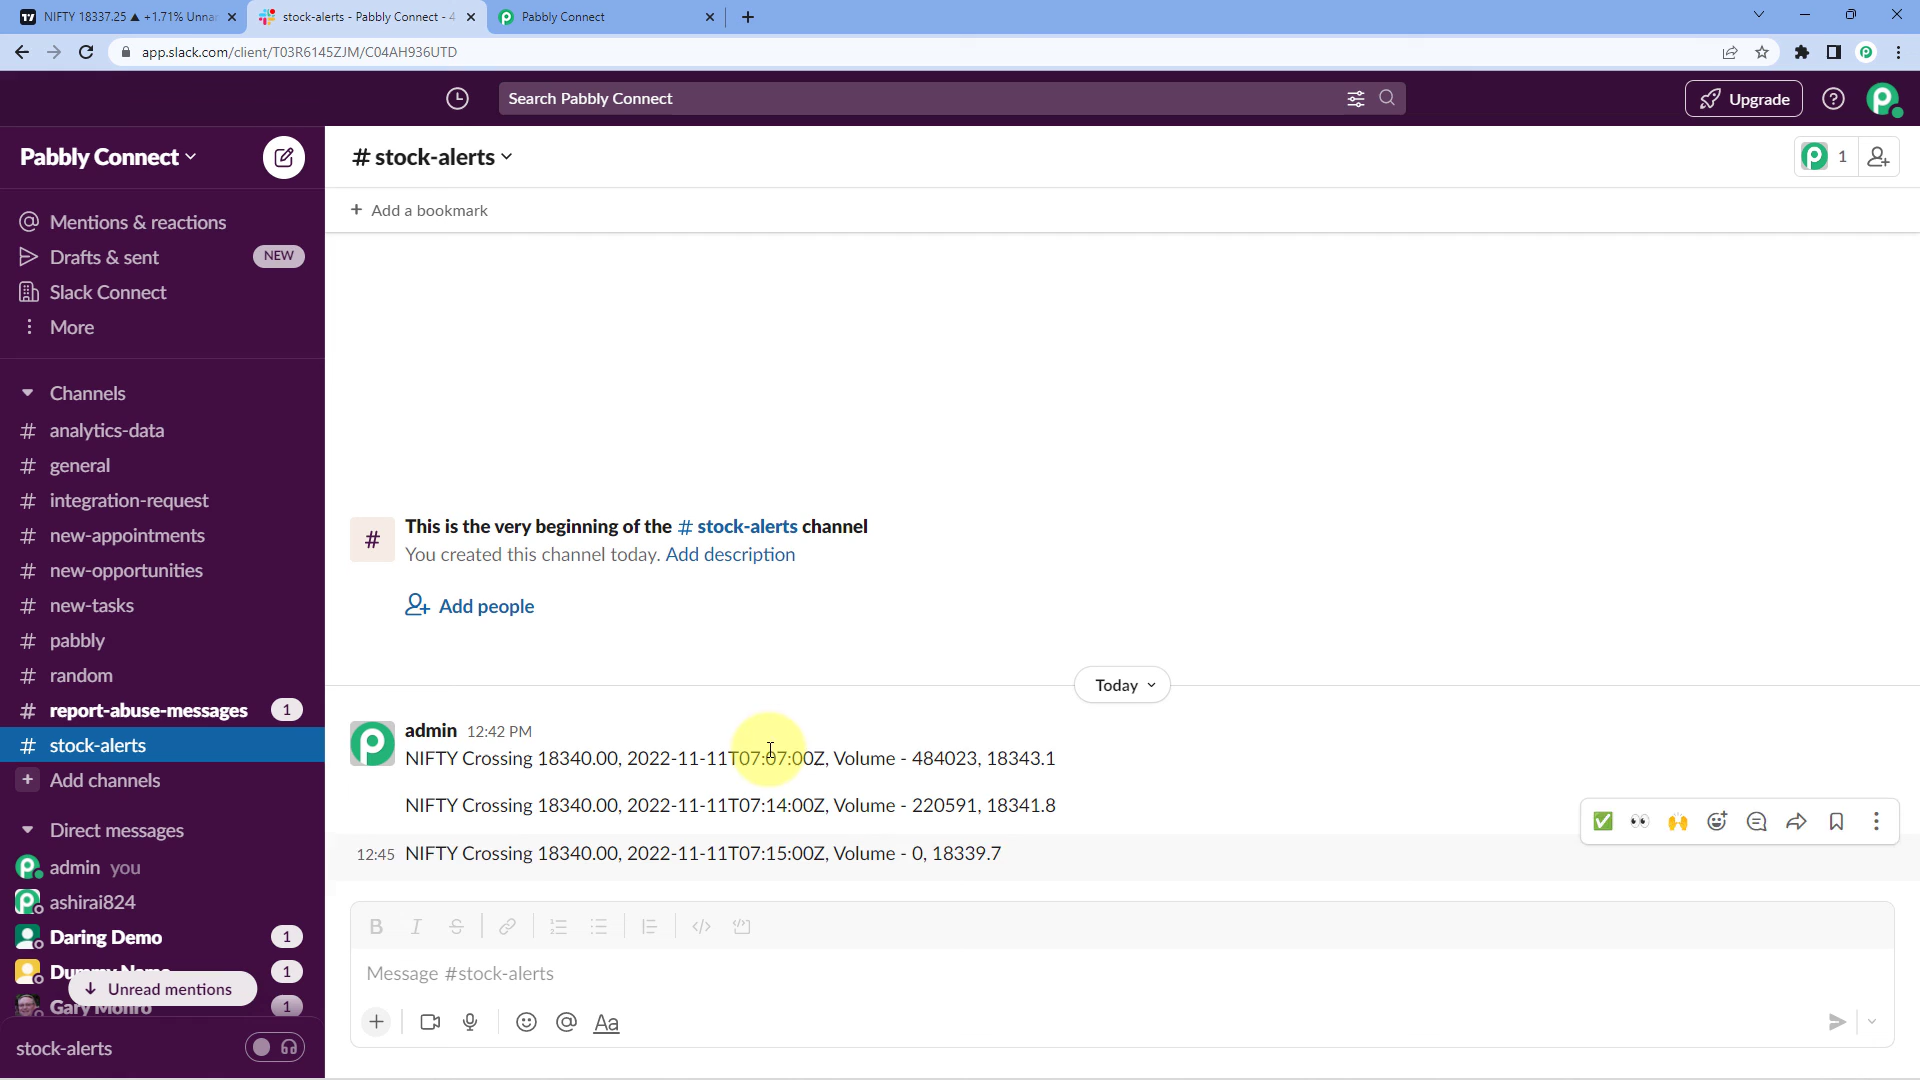 NIFTY 18337.25 ▲ +1.71% Unna
stock-alerts - Pabbly Connect - 4
Pabbly Connect
app.slack.com/client/T03R6145ZJM/C04AH936UTD
Search Pabbly Connect
Upgrade
Pabbly Connect
# stock-alerts
1
Mentions & reactions
Add a bookmark
Drafts & sent
NEW
Slack Connect
More
Channels
# analytics-data
# general
# integration-request
# new-appointments
# new-opportunities
# new-tasks
# pabbly
# random
# report-abuse-messages 1
# stock-alerts
+ Add channels
Direct messages
admin you
ashirai824
Daring Demo 1
1
Unread mentions
Gary Monro 1
stock-alerts
This is the very beginning of the # stock-alerts channel
You created this channel today. Add description
Add people
Today
admin 12:42 PM
NIFTY Crossing 18340.00, 2022-11-11T07:07:00Z, Volume - 484023, 18343.1
NIFTY Crossing 18340.00, 2022-11-11T07:14:00Z, Volume - 220591, 18341.8
12:45 NIFTY Crossing 18340.00, 2022-11-11T07:15:00Z, Volume - 0, 18339.7
Message #stock-alerts
Aa